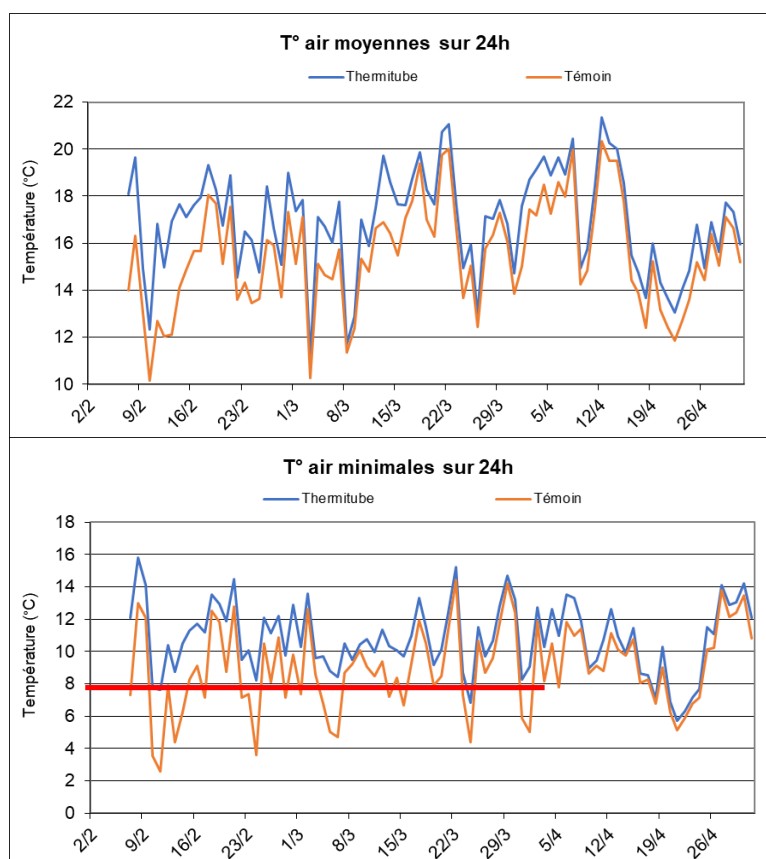 T° air moyennes sur 24h
Thermitube Témoin
Température (°C)
22
20
18
16
14
12
10
2/2 9/2 16/2 23/2 1/3 8/3 15/3 22/3 29/3 5/4 12/4 19/4 26/4
T° air minimales sur 24h
Thermitube Témoin
Température (°C)
18
16
14
12
10
8
6
4
2
0
2/2 9/2 16/2 23/2 1/3 8/3 15/3 22/3 29/3 5/4 12/4 19/4 26/4